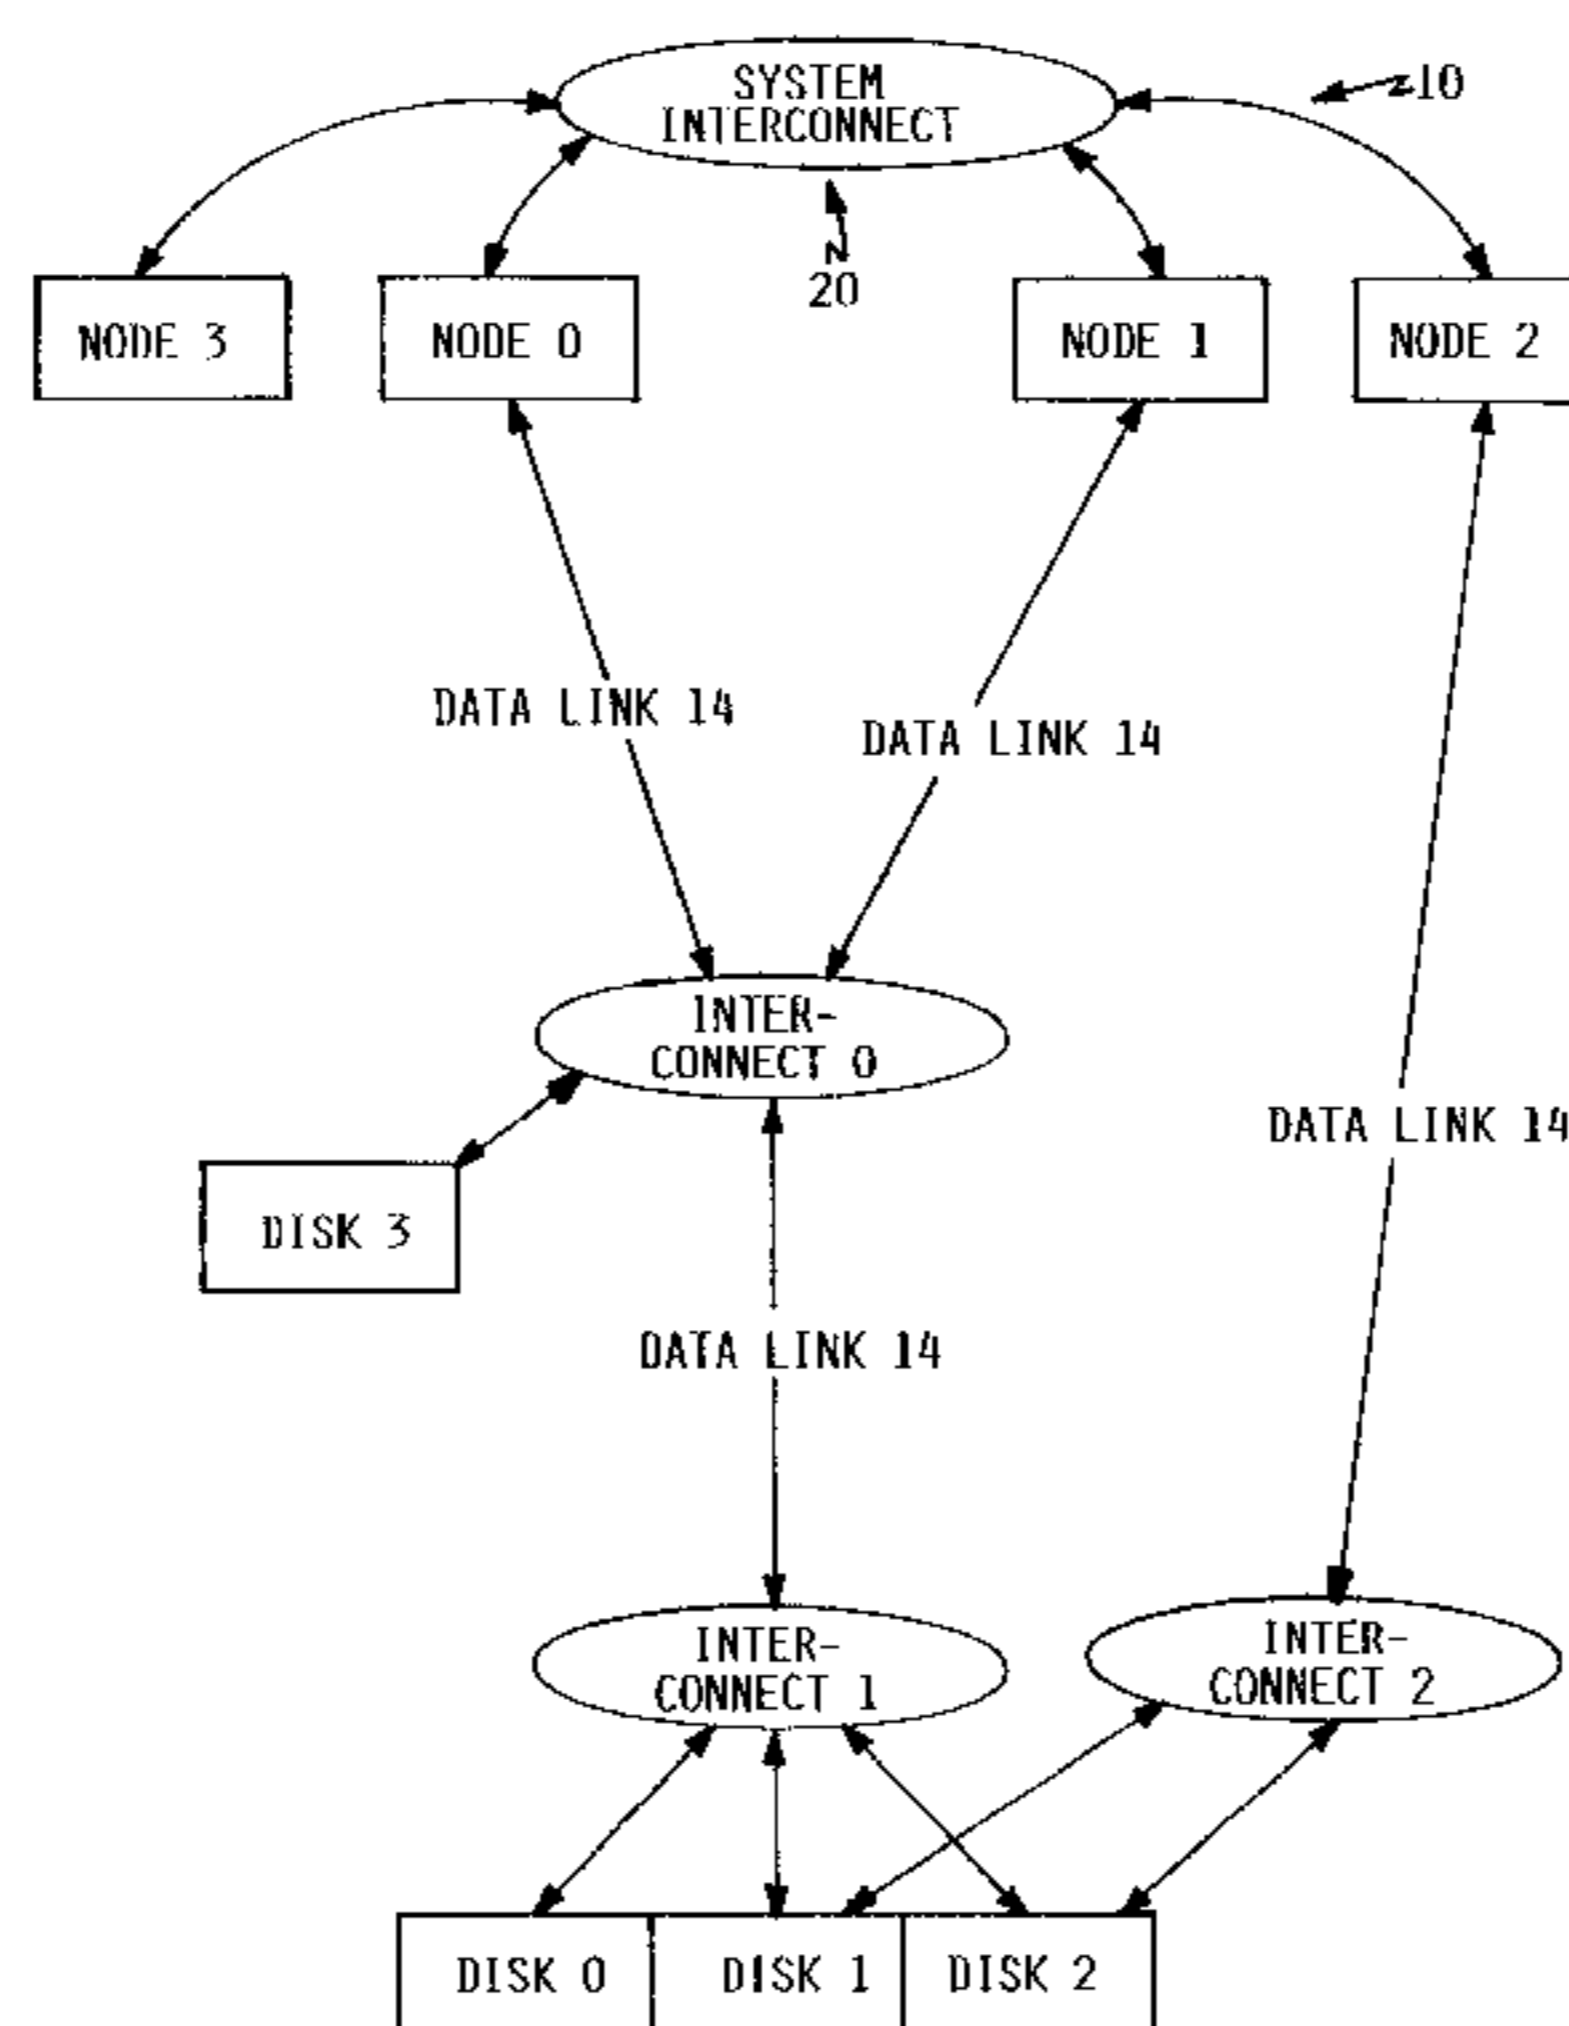 SYSTEM
INTERCONNECT
10
20
NODE 3
NODE 0
NODE 1
NODE 2
DATA LINK 14
DATA LINK 14
INTER-
CONNECT 0
DATA LINK 14
DISK 3
DATA LINK 14
INTER-
CONNECT 1
INTER-
CONNECT 2
DISK 0
DISK 1
DISK 2